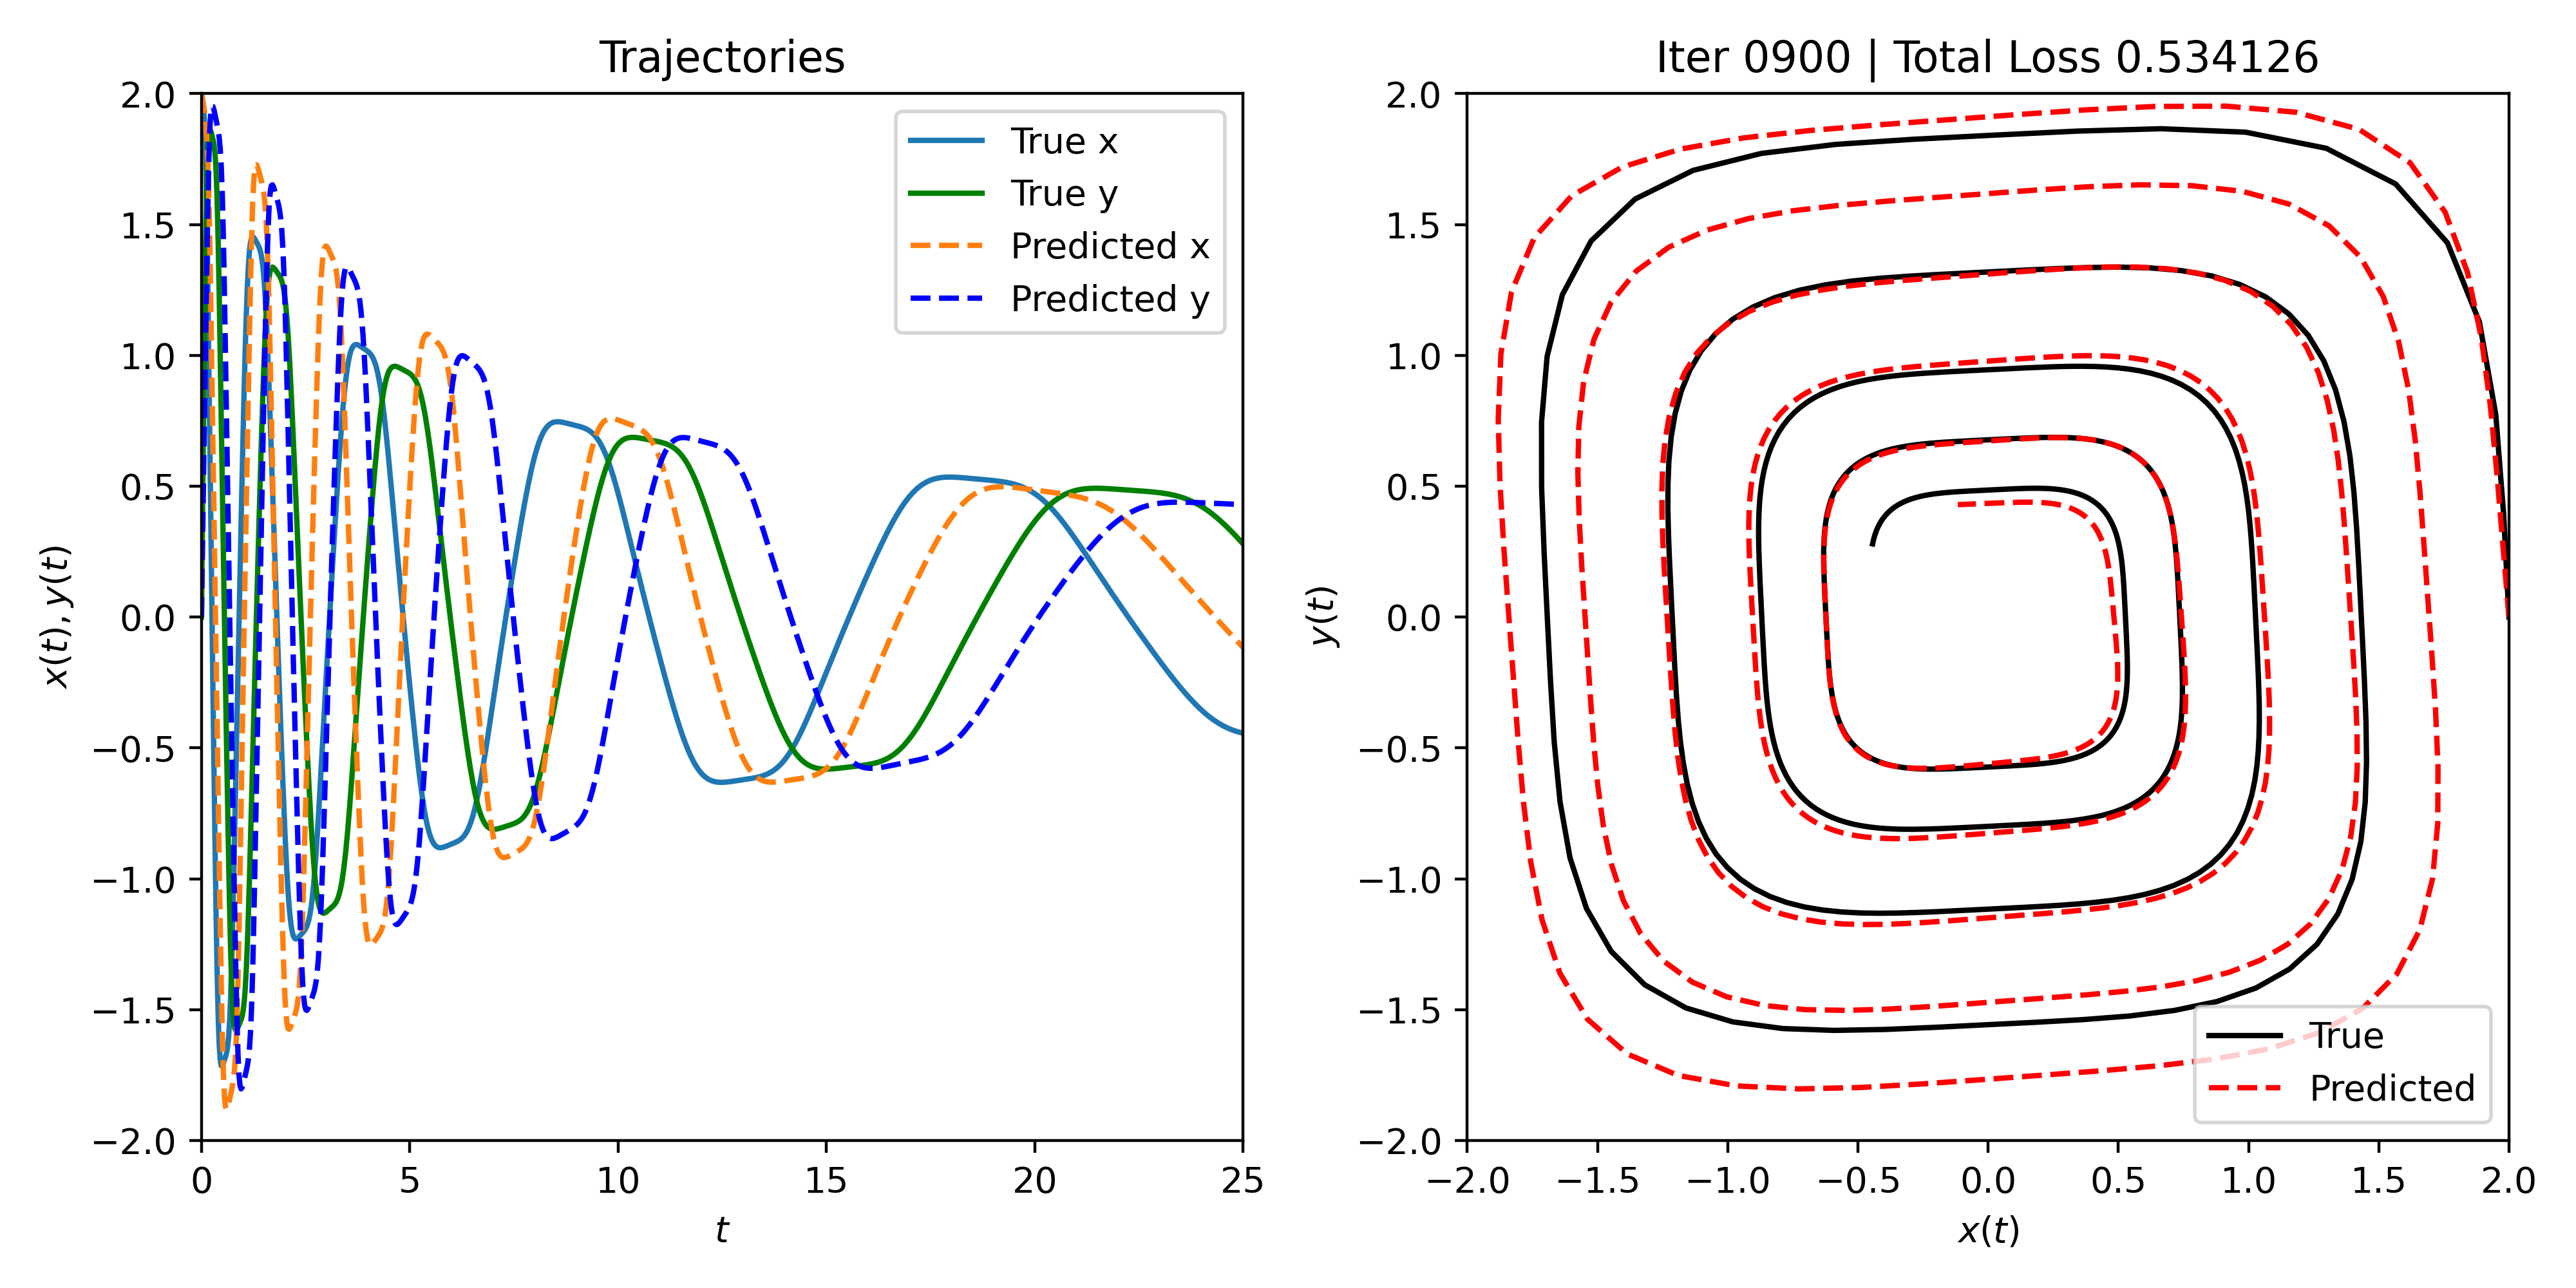 Trajectories
2.0
1.5
1.0
0.5
0.0
−0.5
−1.0
−1.5
−2.0
x(t), y(t)
0 5 10 15 20 25
t
True x
True y
Predicted x
Predicted y
Iter 0900 | Total Loss 0.534126
2.0
1.5
1.0
0.5
0.0
−0.5
−1.0
−1.5
−2.0
y(t)
−2.0 −1.5 −1.0 −0.5 0.0 0.5 1.0 1.5 2.0
x(t)
True
Predicted